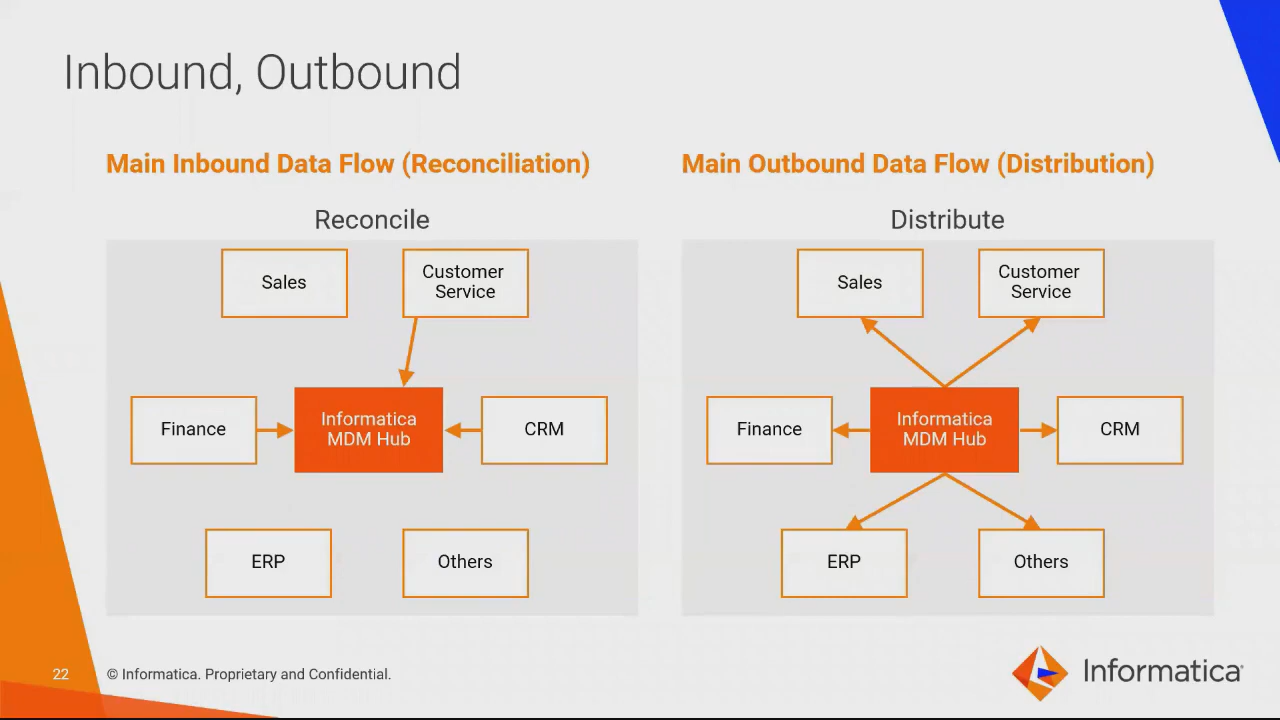 Inbound, Outbound
Main Inbound Data Flow (Reconciliation)
Reconcile
Sales
Customer
Service
Finance
Informatica
MDM Hub
CRM
ERP
Others
Main Outbound Data Flow (Distribution)
Distribute
Sales
Customer
Service
Finance
Informatica
MDM Hub
CRM
ERP
Others
22
© Informatica. Proprietary and Confidential.
Informatica